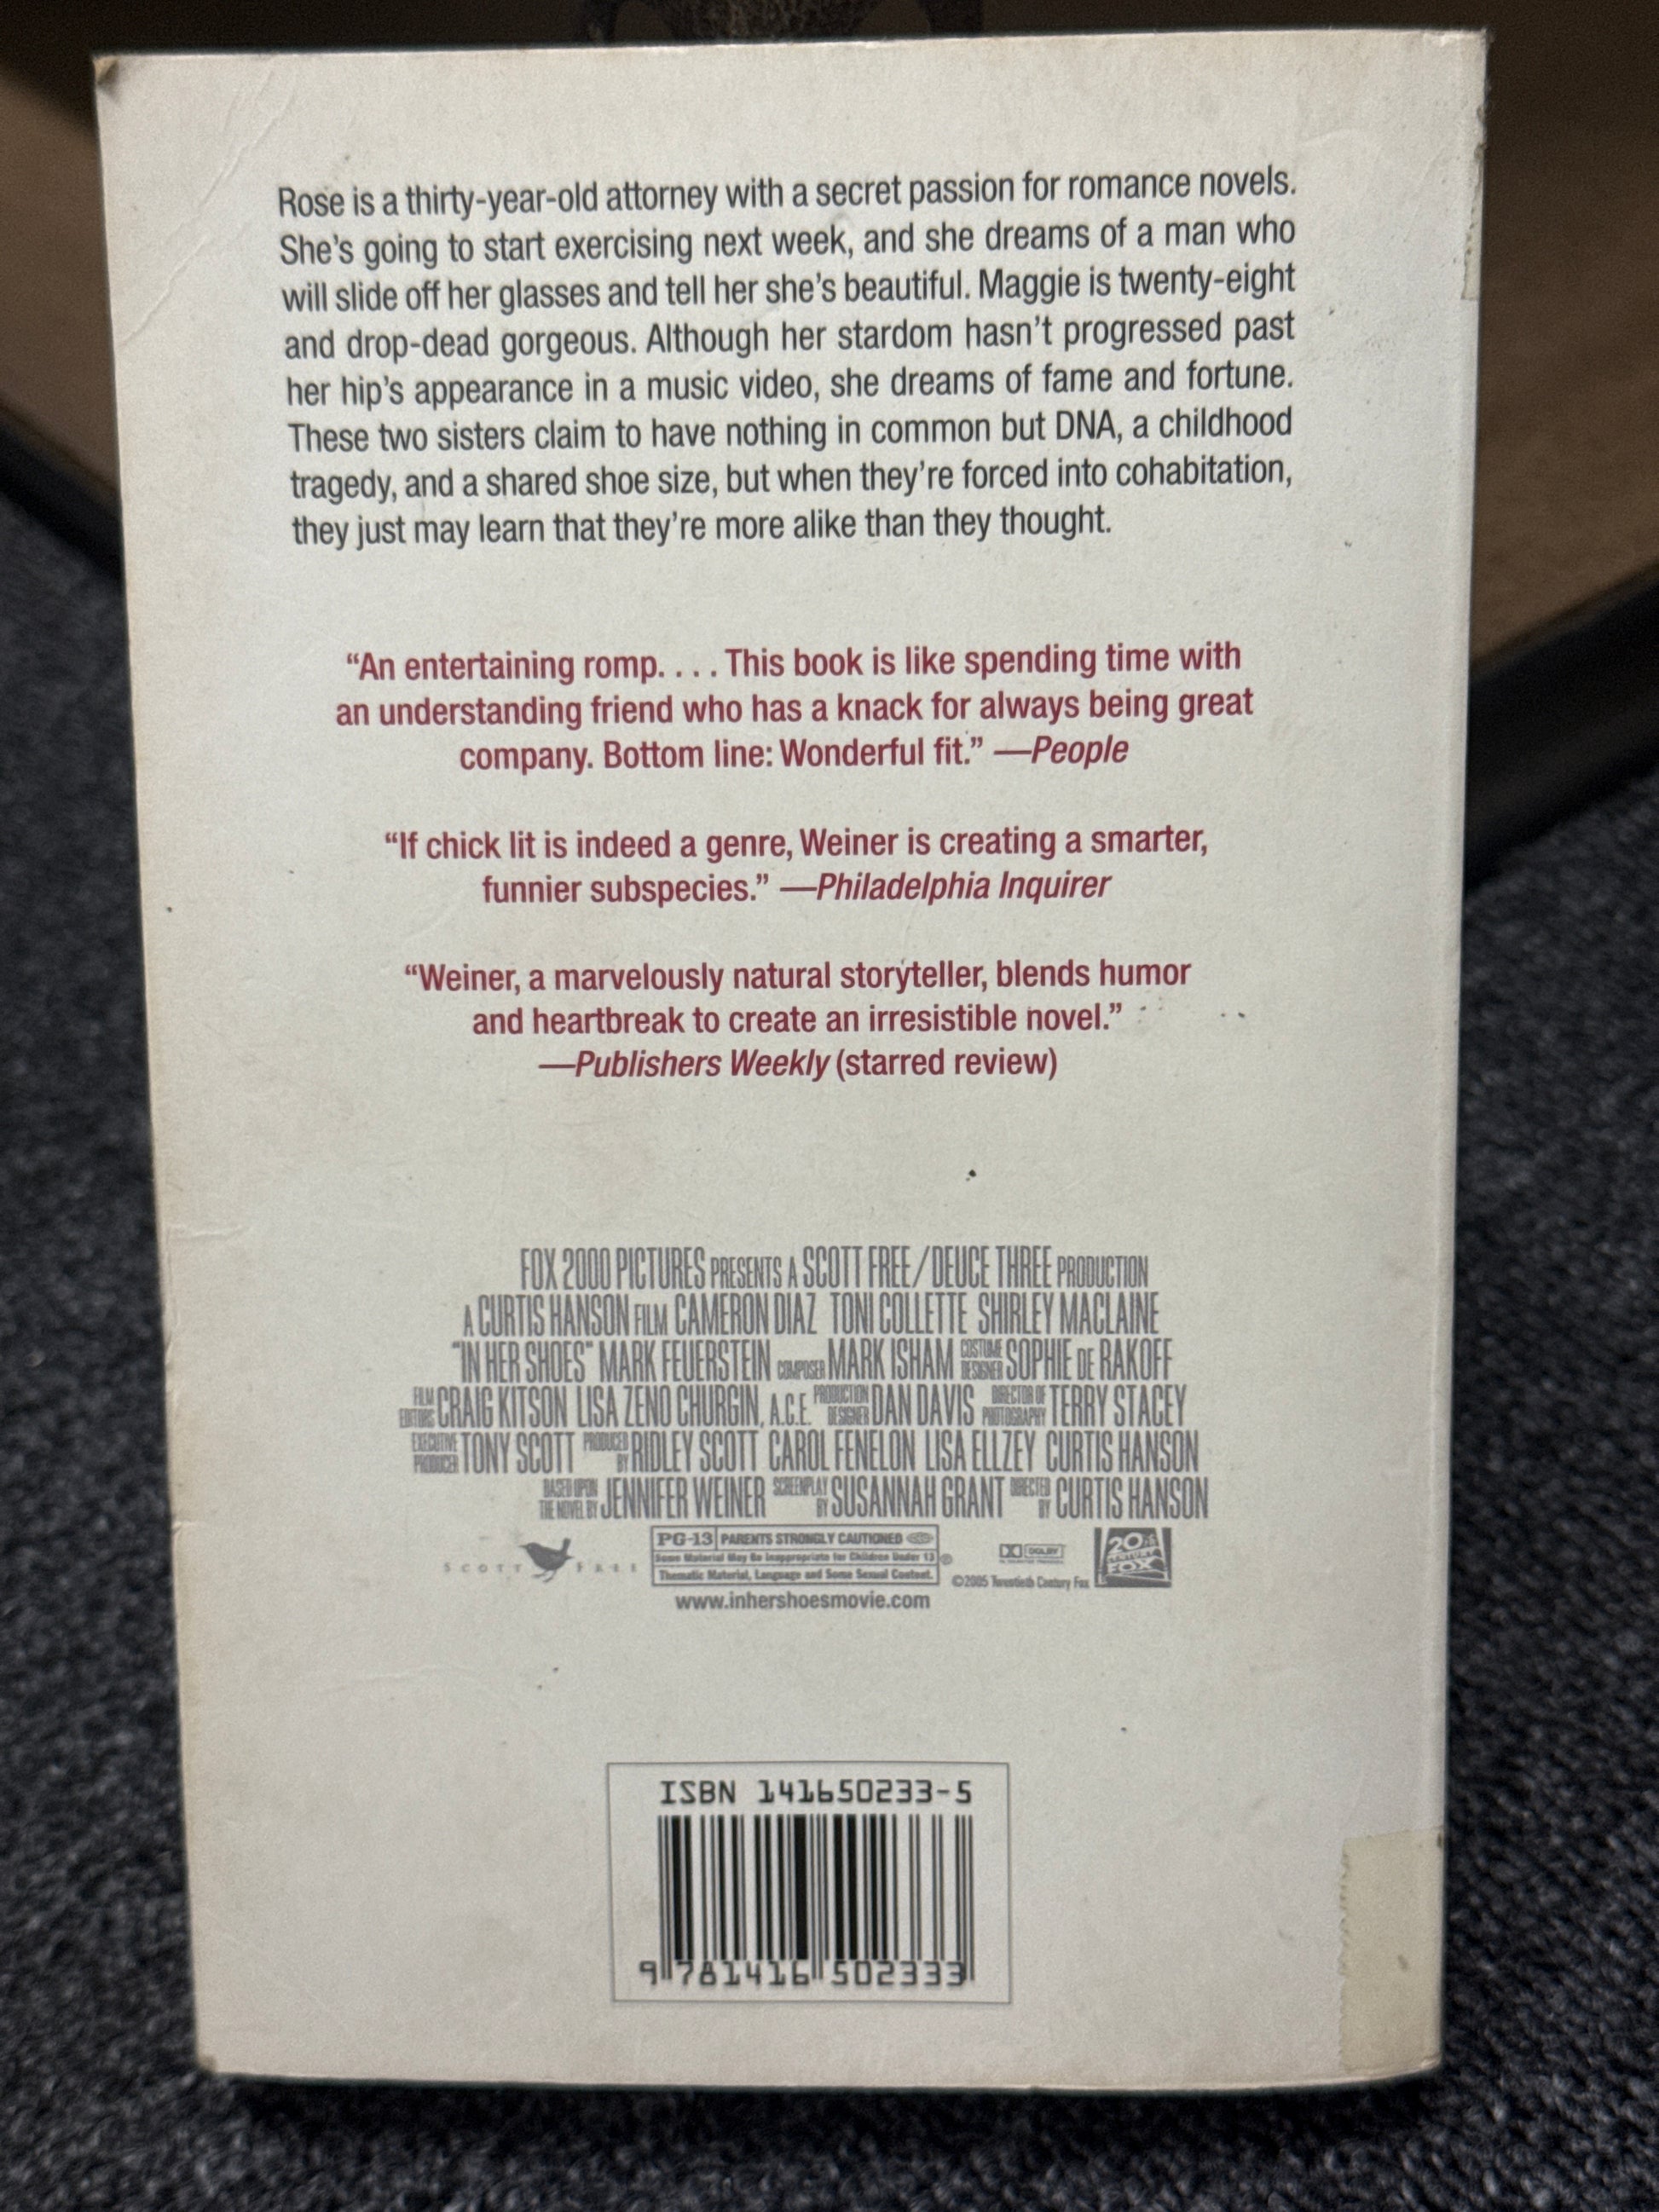 Rose is a thirty-year-old attorney with a secret passion for romance novels.
She's going to start exercising next week, and she dreams of a man who
will slide off her glasses and tell her she's beautiful. Maggie is twenty-eight
and drop-dead gorgeous. Although her stardom hasn't progressed past
her hip's appearance in a music video, she dreams of fame and fortune.
These two sisters claim to have nothing in common but DNA, a childhood
tragedy, and a shared shoe size, but when they're forced into cohabitation,
they just may learn that they're more alike than they thought.
“An entertaining romp. . . . This book is like spending time with
an understanding friend who has a knack for always being great
company. Bottom line: Wonderful fit.” —People
“If chick lit is indeed a genre, Weiner is creating a smarter,
funnier subspecies.” —Philadelphia Inquirer
“Weiner, a marvelously natural storyteller, blends humor
and heartbreak to create an irresistible novel.”
—Publishers Weekly (starred review)
FOX 2000 PICTURES PRESENTS A SCOTT FREE/DEUCE THREE PRODUCTION
A CURTIS HANSON FILM CAMERON DIAZ TONI COLLETTE SHIRLEY MACLAINE
"IN HER SHOES" MARK FEUERSTEIN COMPOSER MARK ISHAM COSTUME DESIGNER SOPHIE DE RAKOFF
FILM EDITORS CRAIG KITSON LISA ZENO CHURGIN, A.C.E. PRODUCTION DESIGNER DAN DAVIS DIRECTOR OF PHOTOGRAPHY TERRY STACEY
EXECUTIVE PRODUCER TONY SCOTT PRODUCED BY RIDLEY SCOTT CAROL FENELON LISA ELLZEY CURTIS HANSON
BASED UPON THE NOVEL BY JENNIFER WEINER SCREENPLAY BY SUSANNAH GRANT DIRECTED BY CURTIS HANSON
SCOTT FREE
PG-13 PARENTS STRONGLY CAUTIONED
Some Material May Be Inappropriate for Children Under 13
Thematic Material, Language and Some Sexual Content.
®
DOLBY
©2005 Twentieth Century Fox
20th CENTURY FOX
www.inhershoesmovie.com
ISBN 141650233-5
9 781416 502333